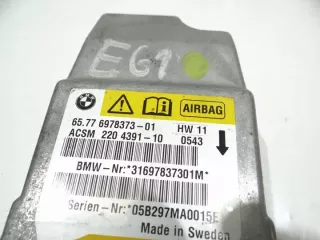 E61
BMW
AIRBAG
65.77 6978373-01 HW 11
ACSM 220 4391-10 0543
BMW-Nr:*31697837301M*
Serien-Nr:*05B297MA0015E
Made in Sweden